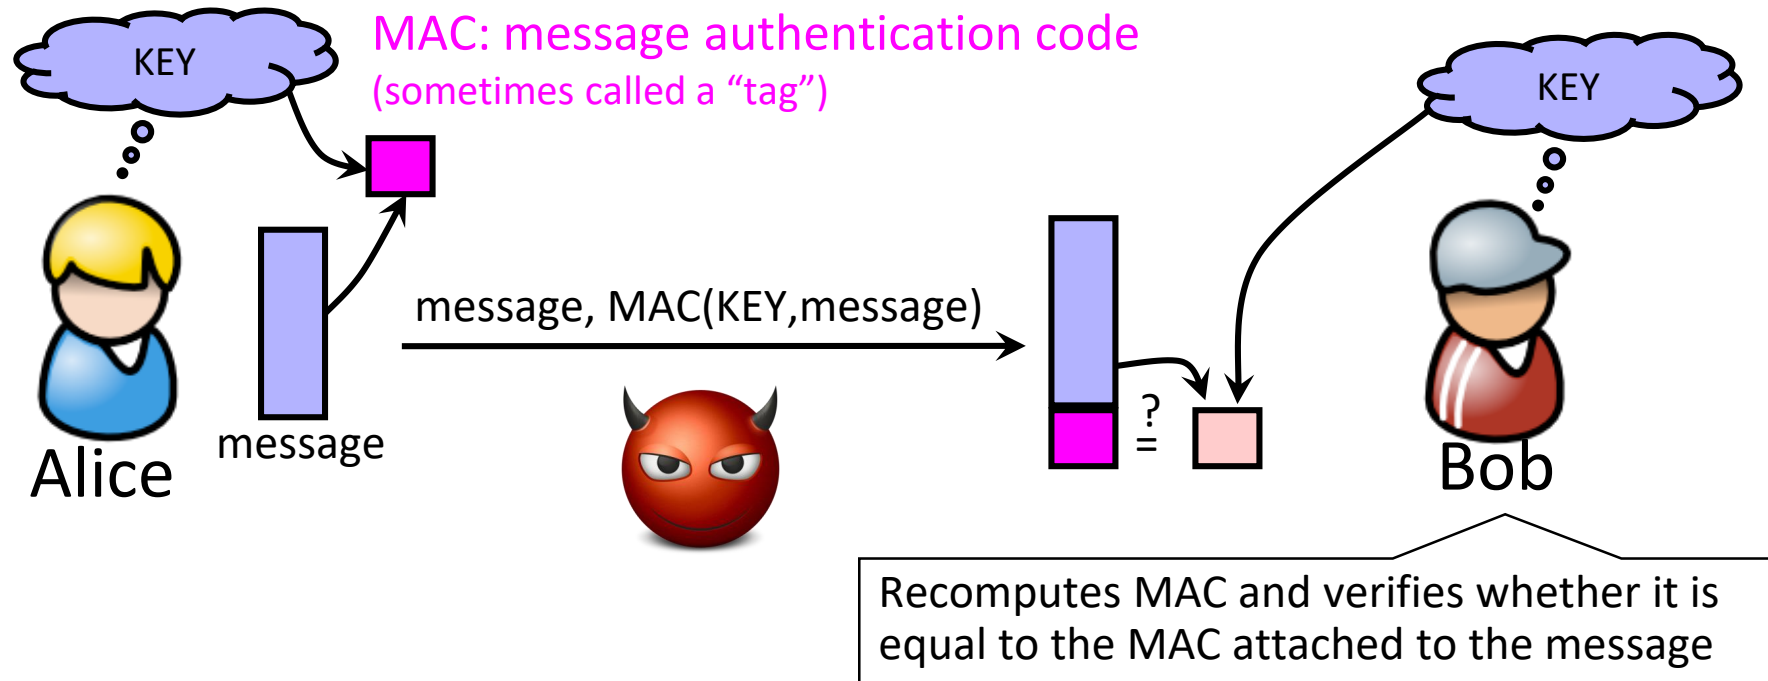 KEY
MAC: message authentication code
(sometimes called a “tag”)
KEY
message, MAC(KEY,message)
?
=
message
Alice
Bob
Recomputes MAC and verifies whether it is
equal to the MAC attached to the message